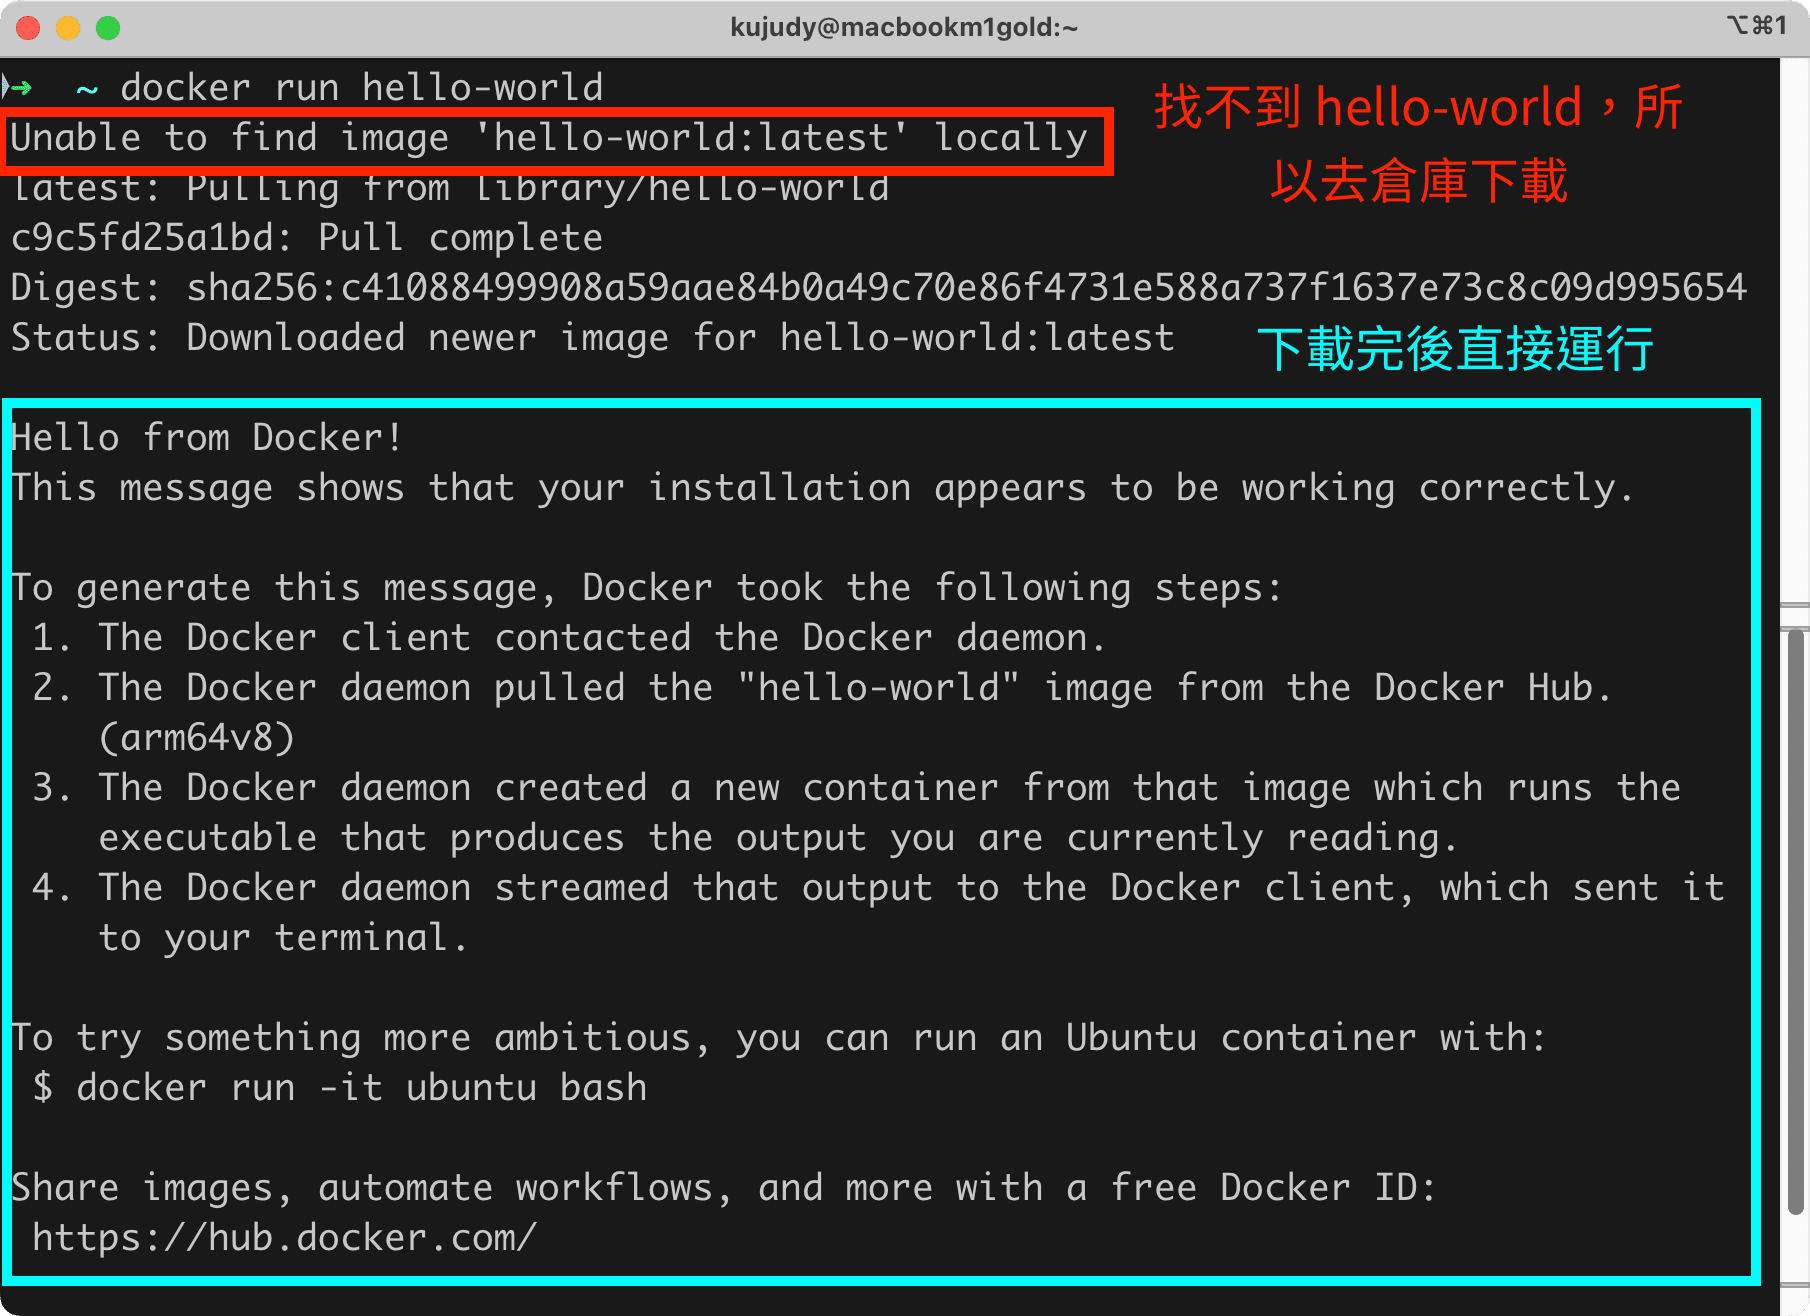 kujudy@macbookm1gold:~
⌥⌘1
→ ~ docker run hello-world
Unable to find image 'hello-world:latest' locally
找不到 hello-world，所
以去倉庫下載
latest: Pulling from library/hello-world
c9c5fd25a1bd: Pull complete
Digest: sha256:c41088499908a59aae84b0a49c70e86f4731e588a737f1637e73c8c09d995654
Status: Downloaded newer image for hello-world:latest
下載完後直接運行
Hello from Docker!
This message shows that your installation appears to be working correctly.
To generate this message, Docker took the following steps:
1. The Docker client contacted the Docker daemon.
2. The Docker daemon pulled the "hello-world" image from the Docker Hub.
(arm64v8)
3. The Docker daemon created a new container from that image which runs the
executable that produces the output you are currently reading.
4. The Docker daemon streamed that output to the Docker client, which sent it
to your terminal.
To try something more ambitious, you can run an Ubuntu container with:
$ docker run -it ubuntu bash
Share images, automate workflows, and more with a free Docker ID:
https://hub.docker.com/